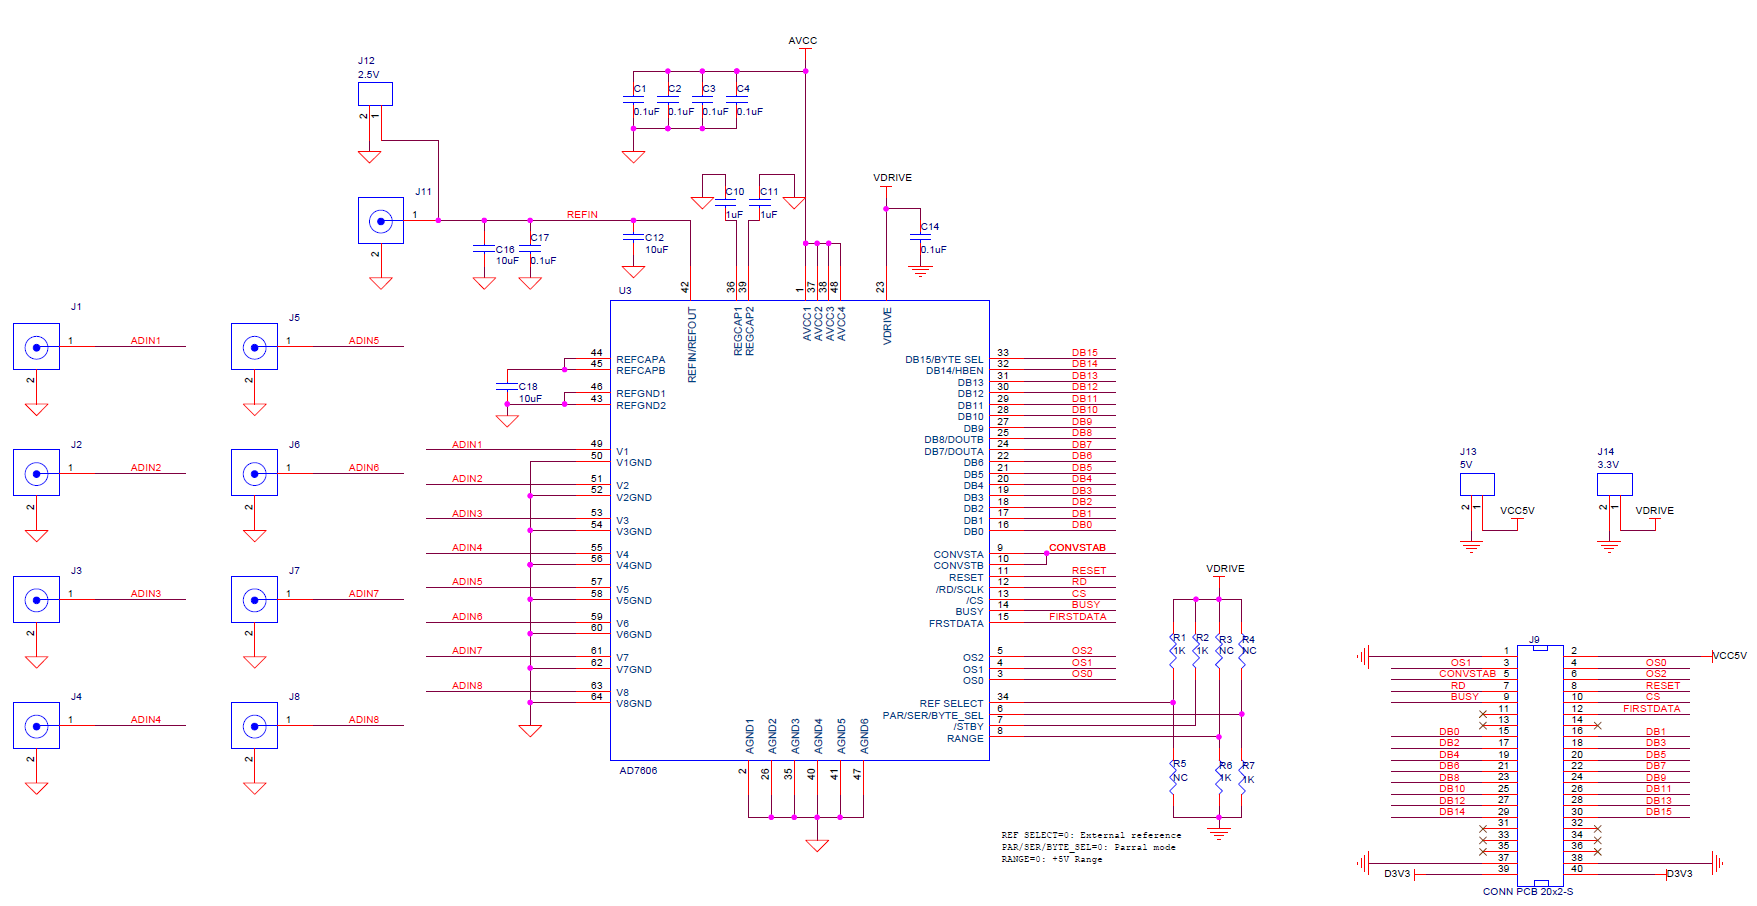 AVCC
J12
2.5V
2
1
C1
0.1uF
C2
0.1uF
C3
0.1uF
C4
0.1uF
J11
1
2
REFIN
C16
10uF
C17
0.1uF
C12
10uF
C10
1uF
C11
1uF
VDRIVE
C14
0.1uF
U3
42
36
39
1
37
38
48
23
REFIN/REFOUT
REGCAP1
REGCAP2
AVCC1
AVCC2
AVCC3
AVCC4
VDRIVE
J1
1
ADIN1
2
J5
1
ADIN5
2
J2
1
ADIN2
2
J6
1
ADIN6
2
J3
1
ADIN3
2
J7
1
ADIN7
2
J4
1
ADIN4
2
J8
1
ADIN8
2
44 REFCAPA
45 REFCAPB
46 REFGND1
43 REFGND2
C18
10uF
ADIN1 49 V1
50 V1GND
ADIN2 51 V2
52 V2GND
ADIN3 53 V3
54 V3GND
ADIN4 55 V4
56 V4GND
ADIN5 57 V5
58 V5GND
ADIN6 59 V6
60 V6GND
ADIN7 61 V7
62 V7GND
ADIN8 63 V8
64 V8GND
DB15/BYTE SEL 33 DB15
DB14/HBEN 32 DB14
DB13 31 DB13
DB12 30 DB12
DB11 29 DB11
DB10 28 DB10
DB9 27 DB9
DB8/DOUTB 25 DB8
DB7/DOUTA 24 DB7
DB6 22 DB6
DB5 21 DB5
DB4 20 DB4
DB3 19 DB3
DB2 18 DB2
DB1 17 DB1
DB0 16 DB0
CONVSTA 9 CONVSTAB
CONVSTB 10
RESET 11 RESET
/RD/SCLK 12 RD
/CS 13 CS
BUSY 14 BUSY
FRSTDATA 15 FIRSTDATA
OS2 5 OS2
OS1 4 OS1
OS0 3 OS0
REF SELECT 34
PAR/SER/BYTE_SEL 6
/STBY 7
RANGE 8
AGND1
AGND2
AGND3
AGND4
AGND5
AGND6
2
26
35
40
41
47
AD7606
VDRIVE
R1
1K
R2
1K
R3
NC
R4
NC
R5
NC
R6
1K
R7
1K
REF SELECT=0: External reference
PAR/SER/BYTE_SEL=0: Parral mode
RANGE=0: +5V Range
J13
5V
2
1
VCC5V
J14
3.3V
2
1
VDRIVE
J9
1 2 VCC5V
OS1 3 4 OS0
CONVSTAB 5 6 OS2
RD 7 8 RESET
BUSY 9 10 CS
11 12 FIRSTDATA
13 14
DB0 15 16 DB1
DB2 17 18 DB3
DB4 19 20 DB5
DB6 21 22 DB7
DB8 23 24 DB9
DB10 25 26 DB11
DB12 27 28 DB13
DB14 29 30 DB15
31 32
33 34
35 36
37 38
D3V3 39 40 D3V3
CONN PCB 20x2-S